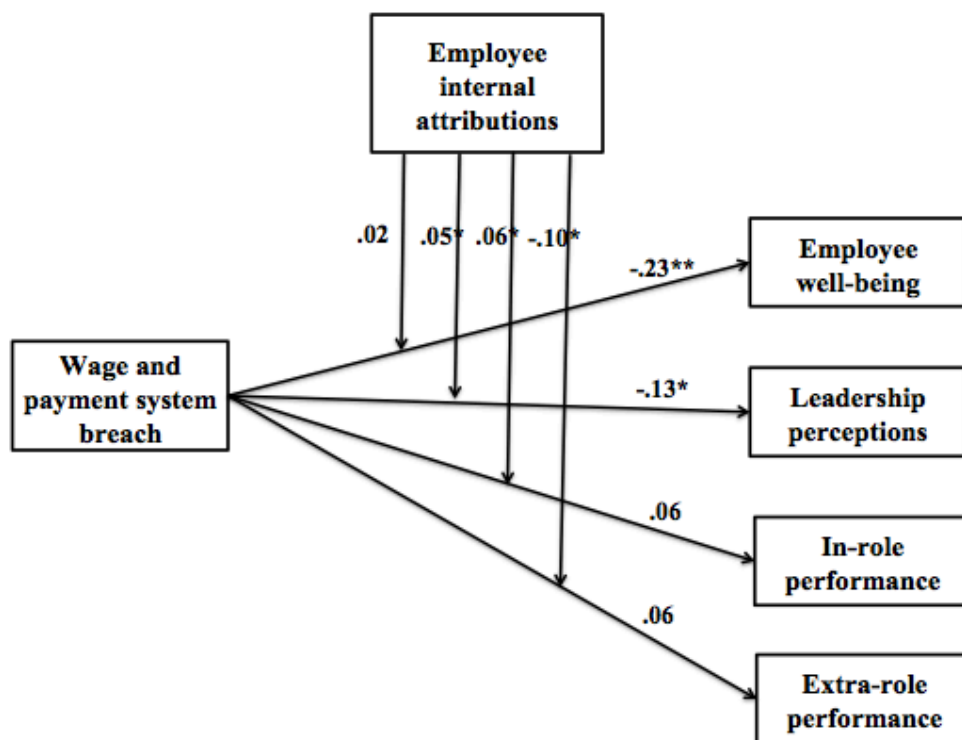 Employee
internal
attributions
.02
.05*
.06*
-.10*
-.23**
Employee
well-being
Wage and
payment system
breach
-.13*
Leadership
perceptions
.06
In-role
performance
.06
Extra-role
performance